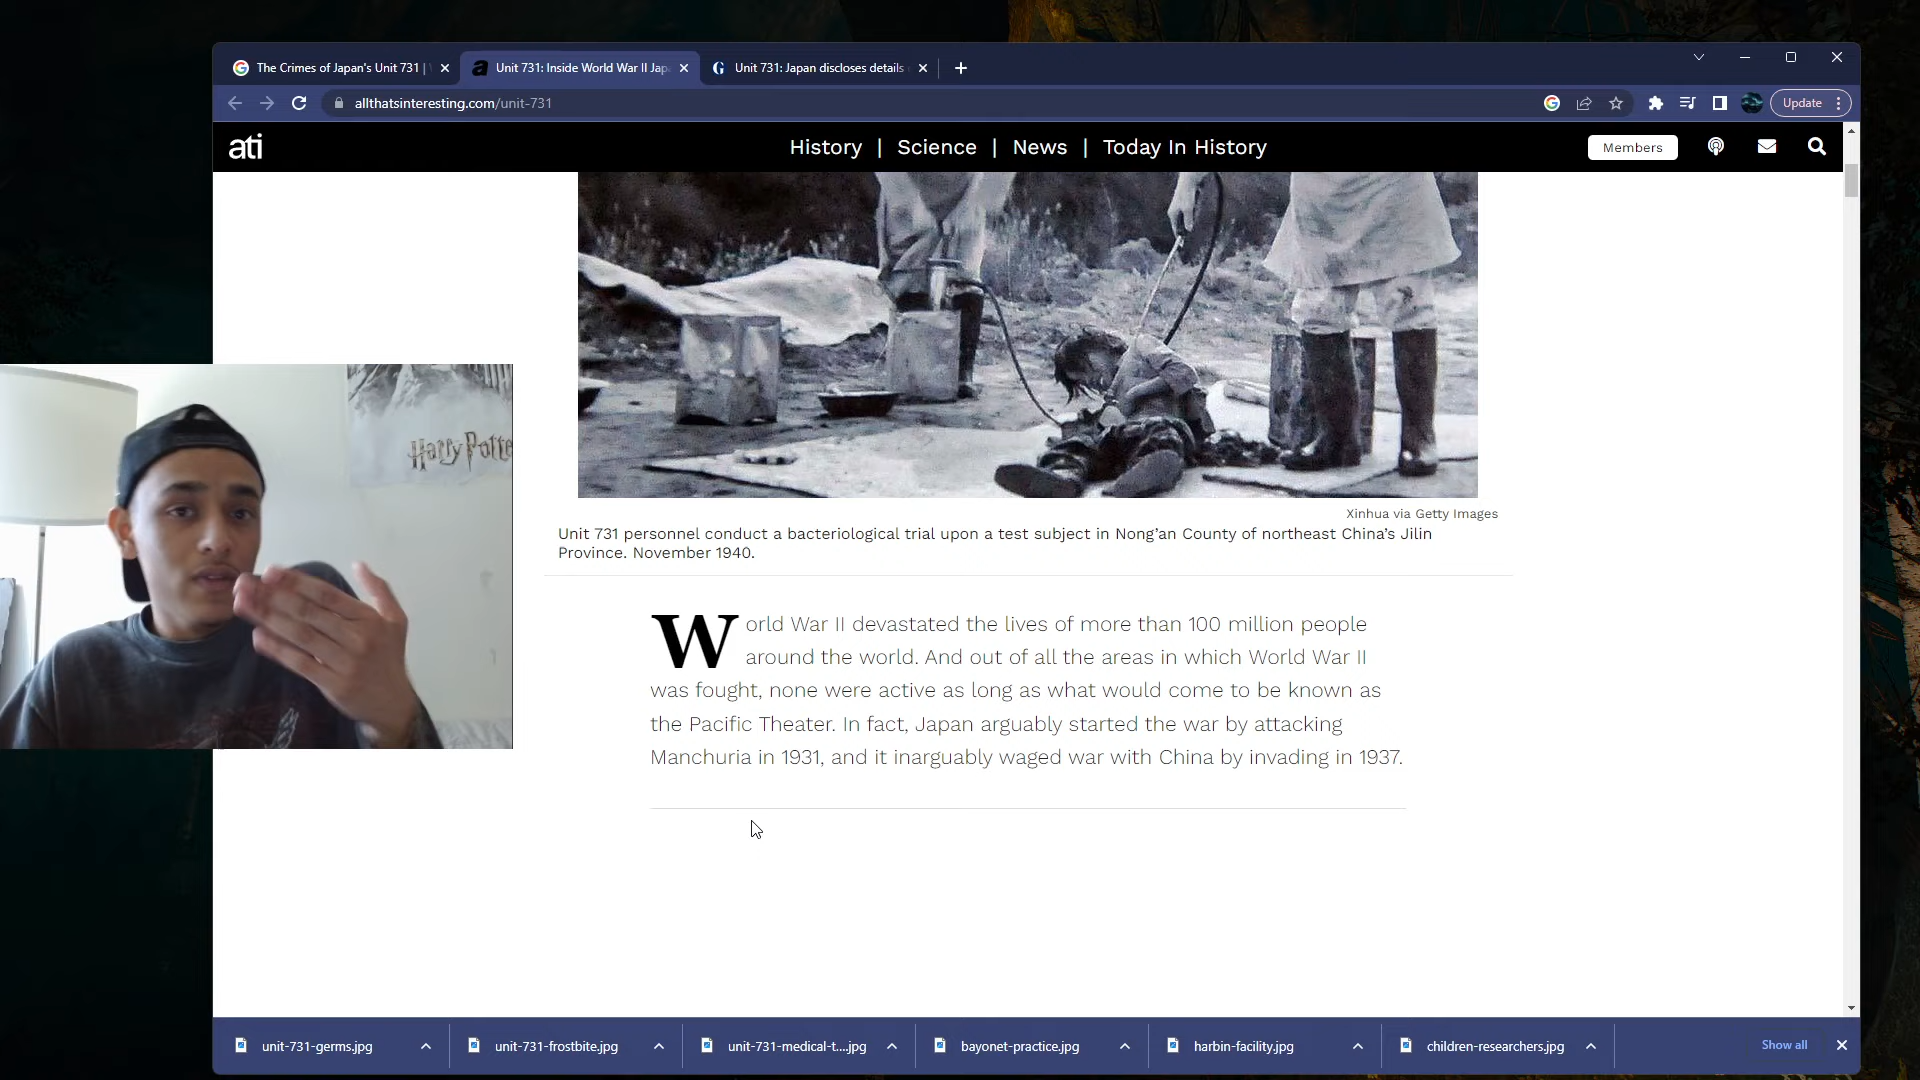 The Crimes of Japan's Unit 731 |
Unit 731: Inside World War II Jap
Unit 731: Japan discloses details
allthatsinteresting.com/unit-731
Update
ati
History | Science | News | Today In History
Members
Harry Potte
Xinhua via Getty Images
Unit 731 personnel conduct a bacteriological trial upon a test subject in Nong’an County of northeast China’s Jilin
Province. November 1940.
World War II devastated the lives of more than 100 million people
around the world. And out of all the areas in which World War II
was fought, none were active as long as what would come to be known as
the Pacific Theater. In fact, Japan arguably started the war by attacking
Manchuria in 1931, and it inarguably waged war with China by invading in 1937.
unit-731-germs.jpg
unit-731-frostbite.jpg
unit-731-medical-t....jpg
bayonet-practice.jpg
harbin-facility.jpg
children-researchers.jpg
Show all